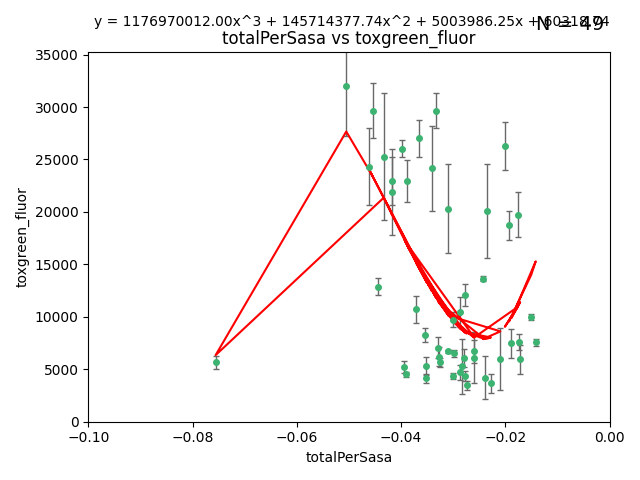 y = 1176970012.00x^3 + 145714377.74x^2 + 5003986.25x +
N = 49
totalPerSasa vs toxgreen_fluor
35000
30000
25000
20000
15000
10000
5000
0
toxgreen_fluor
−0.10 −0.08 −0.06 −0.04 −0.02 0.00
totalPerSasa